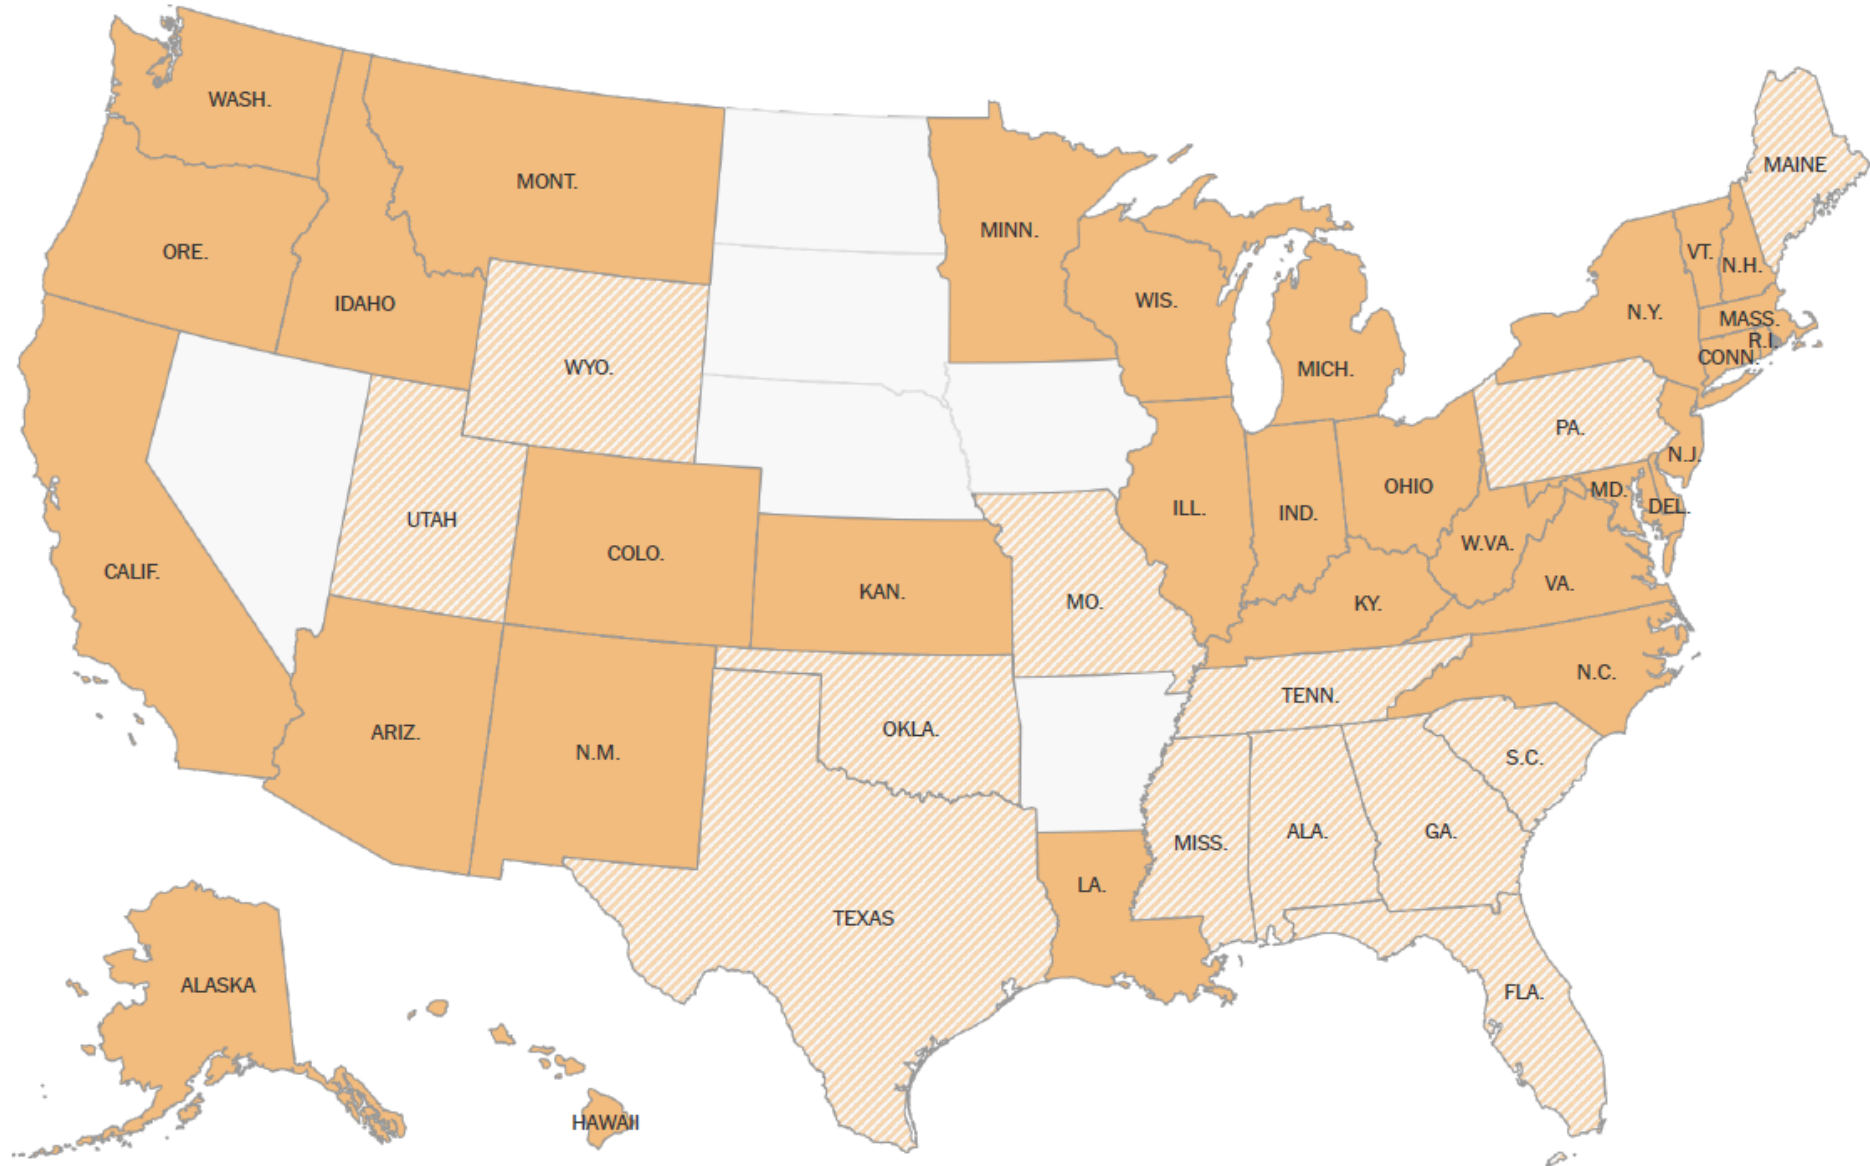 WASH.
MAINE
MONT.
MINN.
ORE.
VT.
N.H.
IDAHO
WIS.
N.Y.
MASS.
R.I.
CONN.
WYO.
MICH.
PA.
N.J.
UTAH
OHIO
MD.
ILL.
IND.
DEL.
W.VA.
COLO.
CALIF.
VA.
KAN.
MO.
KY.
N.C.
TENN.
ARIZ.
OKLA.
N.M.
S.C.
MISS.
ALA.
GA.
LA.
TEXAS
ALASKA
FLA.
HAWAII